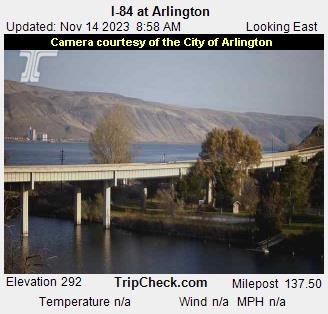 I-84 at Arlington
Updated: Nov 14 2023 8:58 AM Looking East
Camera courtesy of the City of Arlington
Elevation 292 TripCheck.com Milepost 137.50
Temperature n/a Wind n/a MPH n/a